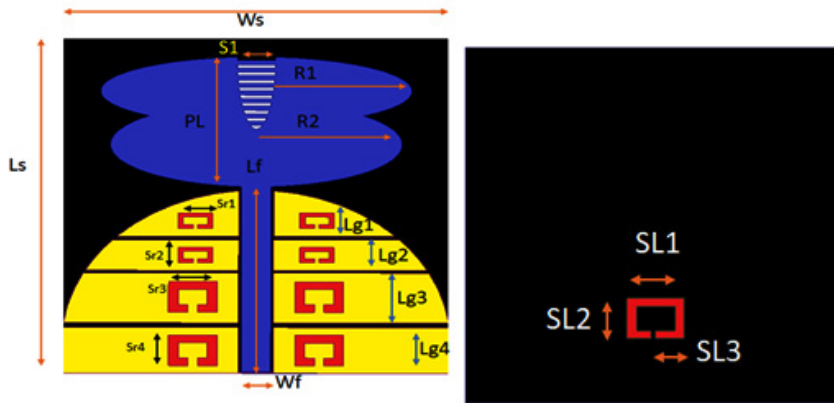 Ws
S1
R1
PL
R2
Ls
Lf
Sr1
Lg1
Sr2
Lg2
Sr3
Lg3
Sr4
Lg4
Wf
SL1
SL2
SL3